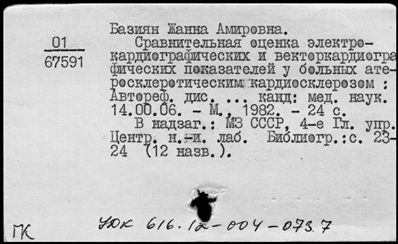 Базиян Жанна Амировна.
01
67591
Сравнительная оценка электро-
кардиографических и векторкардиогра
фических показателей у больных ате-
росклеротическим кардиосклерозом :
Автореф. дис. ... канд: мед. наук.
14.00.06. - М., 1982. - 24 с.
В надзаг.: МЗ СССР, 4-е Гл. упр.
Центр. н.-и. лаб. Библиогр.:с. 23-
24 (12 назв.).
УДК 616.12-004-073.7
ПК